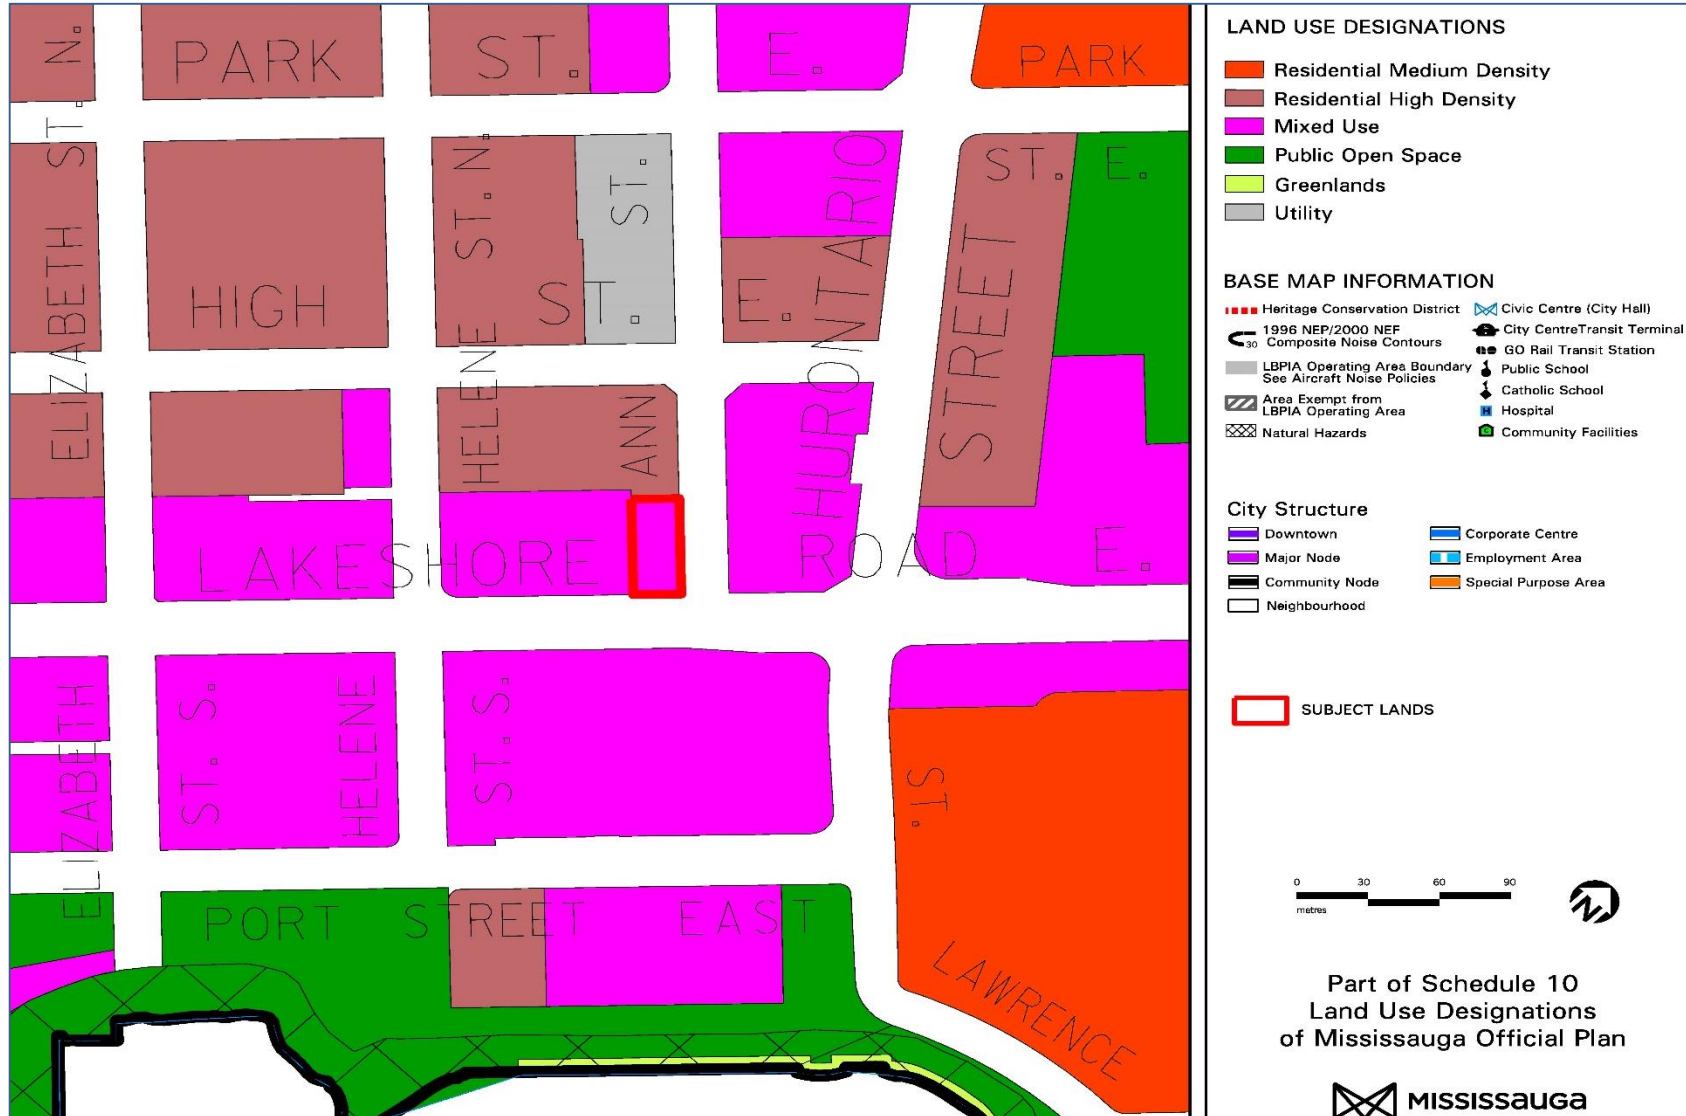 PARK ST. E. PARK
ELIZABETH ST. N.
HELENE ST. N.
ANN ST.
HURONTARIO STREET
ST. E.
HIGH ST. E.
LAKESHORE ROAD E.
ELIZABETH ST. S.
HELENE ST. S.
ST.
PORT STREET EAST
LAWRENCE
LAND USE DESIGNATIONS
Residential Medium Density
Residential High Density
Mixed Use
Public Open Space
Greenlands
Utility
BASE MAP INFORMATION
Heritage Conservation District
1996 NEP/2000 NEF
Composite Noise Contours
30
LBPIA Operating Area Boundary
See Aircraft Noise Policies
Area Exempt from
LBPIA Operating Area
Natural Hazards
Civic Centre (City Hall)
City CentreTransit Terminal
GO Rail Transit Station
Public School
Catholic School
H Hospital
Community Facilities
City Structure
Downtown
Major Node
Community Node
Neighbourhood
Corporate Centre
Employment Area
Special Purpose Area
SUBJECT LANDS
0 30 60 90
metres
Part of Schedule 10
Land Use Designations
of Mississauga Official Plan
MISSISSauGa